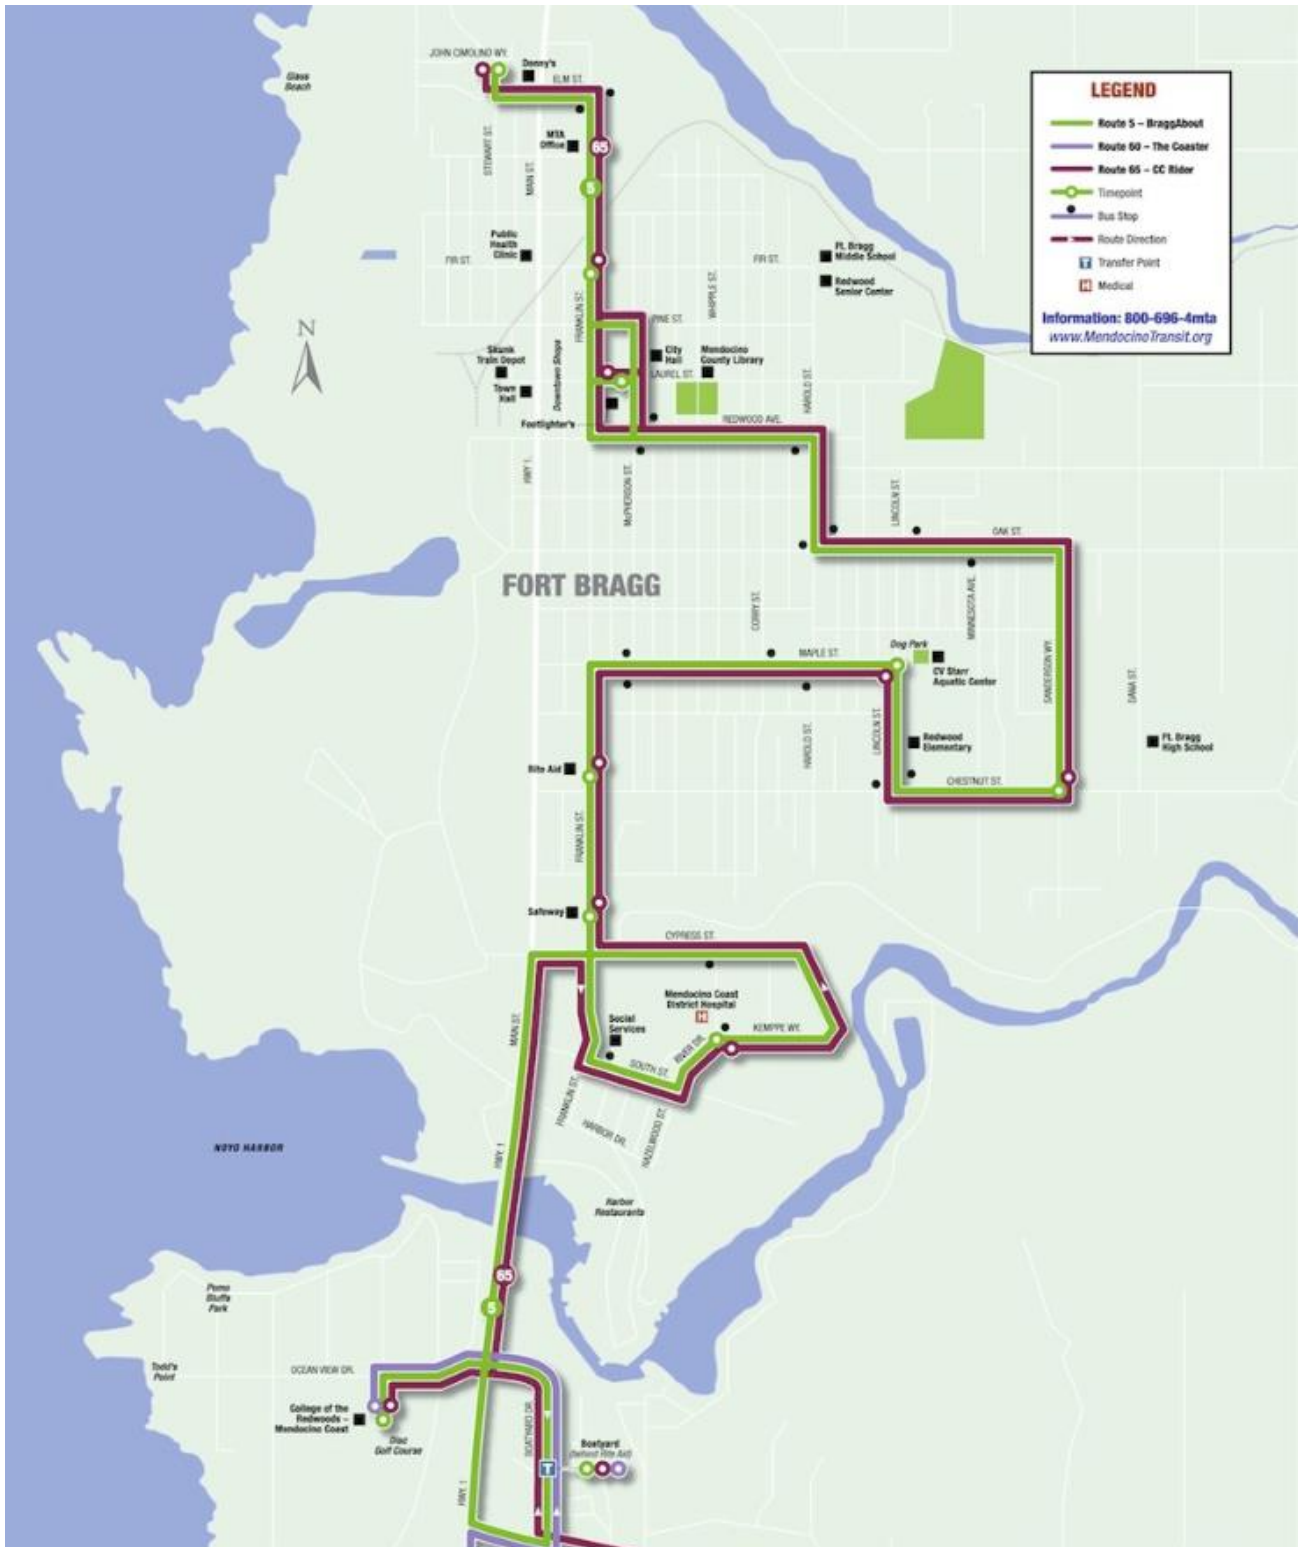 JOHN CIMOLINO WY.
Denny's
ELM ST.
Glass
Beach
MTA
Office
65
STEWART ST.
MAIN ST.
5
Public
Health
Clinic
FIR ST.
FIR ST.
Ft. Bragg
Middle School
Redwood
Senior Center
WHIPPLE ST.
FRANKLIN ST.
PINE ST.
N
Skunk
Train Depot
Downtown Shops
City
Hall
Mendocino
County Library
LAUREL ST.
Town
Hall
HAROLD ST.
Footlighter's
REDWOOD AVE.
HWY 1.
McPHERSON ST.
LINCOLN ST.
OAK ST.
FORT BRAGG
CORRY ST.
MINNESOTA AVE.
Dog Park
MAPLE ST.
CV Starr
Aquatic Center
SANDERSON WY.
DANA ST.
HAROLD ST.
LINCOLN ST.
Redwood
Elementary
Ft. Bragg
High School
Rite Aid
CHESTNUT ST.
FRANKLIN ST.
Safeway
CYPRESS ST.
Mendocino Coast
District Hospital
H
Social
Services
KEMPPE WY.
MAIN ST.
RIVER DR.
SOUTH ST.
FRANKLIN ST.
HARBOR DR.
HAZELWOOD ST.
NOYO HARBOR
HWY. 1
Harbor
Restaurants
65
5
Pomo
Bluffs
Park
Todd's
Point
OCEAN VIEW DR.
College of the
Redwoods –
Mendocino Coast
Disc
Golf Course
BOATYARD DR.
Boatyard
(behind Rite Aid)
T
HWY. 1
LEGEND
Route 5 – BraggAbout
Route 60 – The Coaster
Route 65 – CC Rider
Timepoint
Bus Stop
Route Direction
T Transfer Point
H Medical
Information: 800-696-4mta
www.MendocinoTransit.org